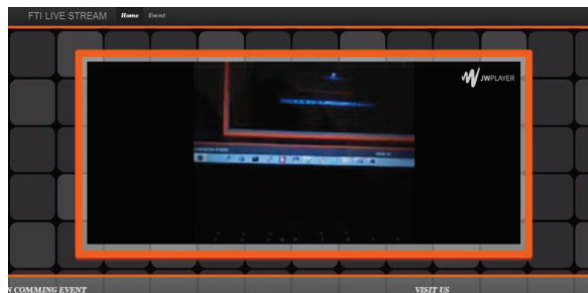 FTI LIVE STREAM Home Event
JWPLAYER
N COMMING EVENT VISIT US